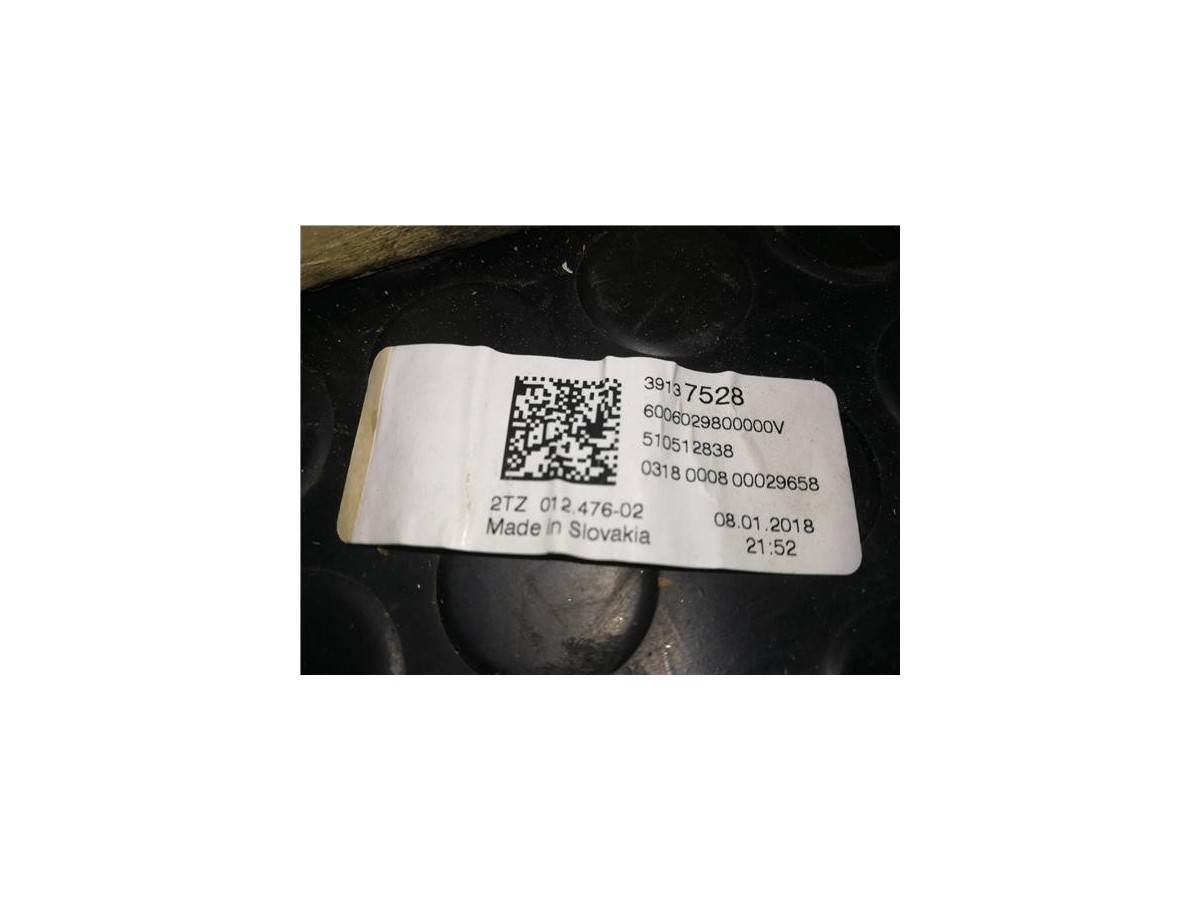 39137528
6006029800000V
510512838
0318 0008 00029658
2TZ 012.476-02
Made in Slovakia
08.01.2018
21:52